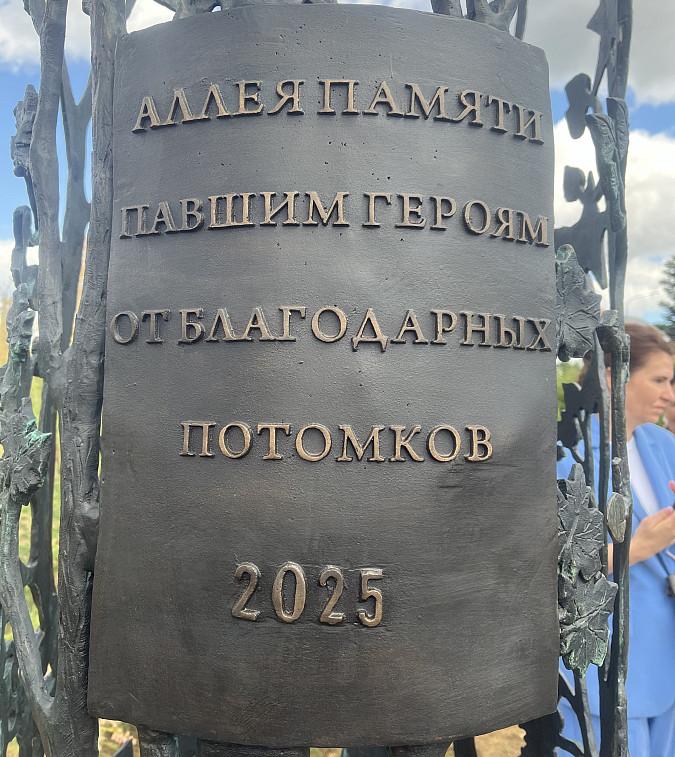 АЛЛЕЯ ПАМЯТИ
ПАВШИМ ГЕРОЯМ
ОТ БЛАГОДАРНЫХ
ПОТОМКОВ
2025